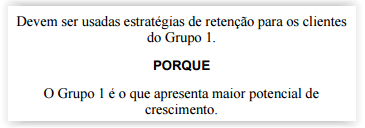 Devem ser usadas estratégias de retenção para os clientes
do Grupo 1.
PORQUE
O Grupo 1 é o que apresenta maior potencial de
crescimento.